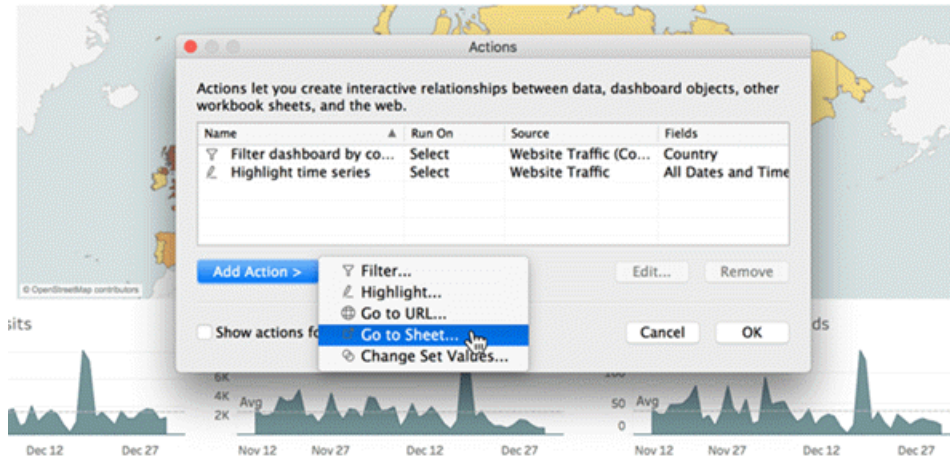 Actions
Actions let you create interactive relationships between data, dashboard objects, other
workbook sheets, and the web.
Name Run On Source Fields
Filter dashboard by co... Select Website Traffic (Co... Country
Highlight time series Select Website Traffic All Dates and Time
Add Action > Edit... Remove
Filter...
Highlight...
Go to URL...
Go to Sheet...
Change Set Values...
Show actions fo Cancel OK
© OpenStreetMap contributors
sits ds
6K
4K
2K
Avg
100
50
0
Avg
Dec 12 Dec 27 Nov 12 Nov 27 Dec 12 Dec 27 Nov 12 Nov 27 Dec 12 Dec 27